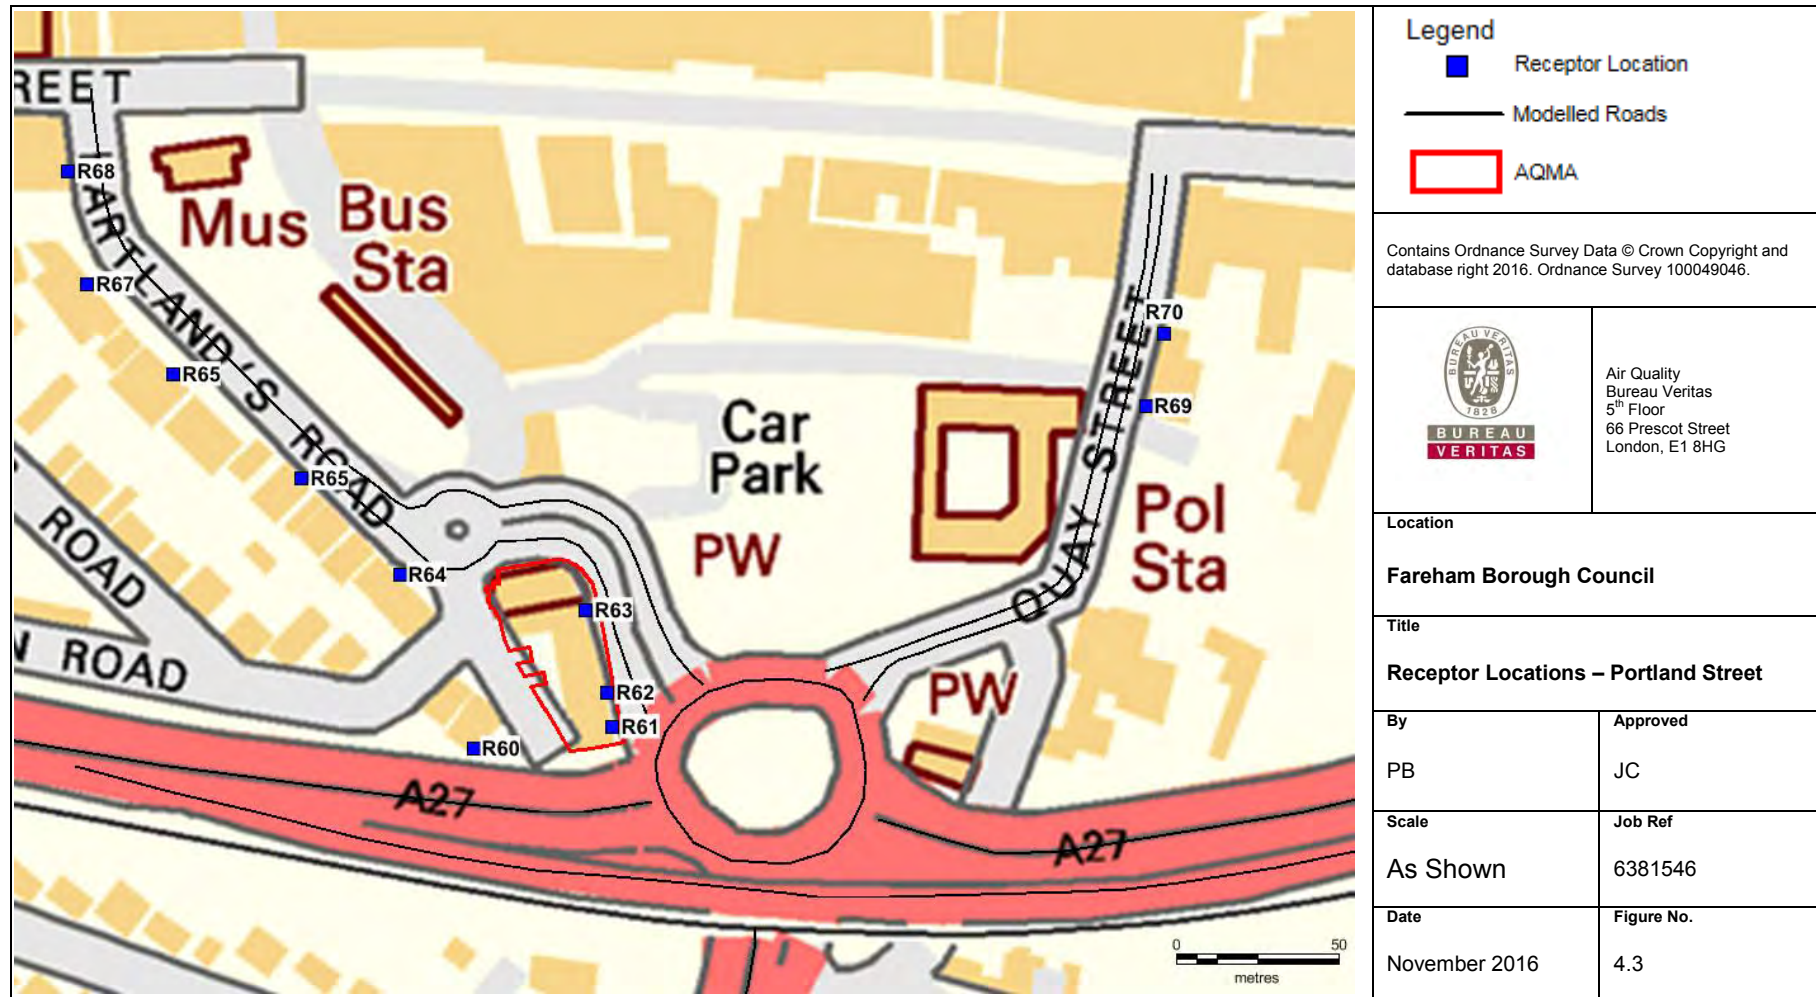 REET
R68
HARTLAND'S ROAD
Mus
Bus
Sta
R67
R65
R65
R64
R70
R69
Car
Park
PW
QUAY STREET
Pol
Sta
ROAD
N ROAD
R63
R62
R61
R60
PW
A27
A27
0 50
metres
Legend
Receptor Location
Modelled Roads
AQMA
Contains Ordnance Survey Data © Crown Copyright and
database right 2016. Ordnance Survey 100049046.
BUREAU VERITAS
1828
BUREAU
VERITAS
Air Quality
Bureau Veritas
5th Floor
66 Prescot Street
London, E1 8HG
Location
Fareham Borough Council
Title
Receptor Locations – Portland Street
By
Approved
PB
JC
Scale
Job Ref
As Shown
6381546
Date
Figure No.
November 2016
4.3